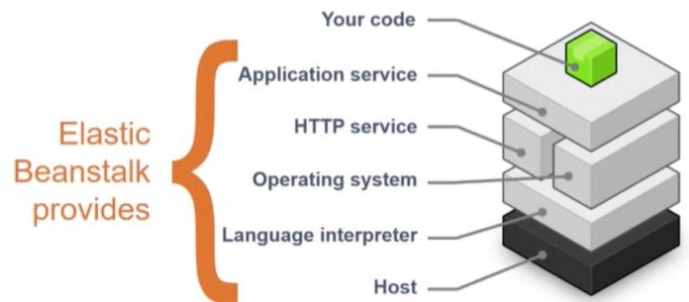 Your code
Application service
HTTP service
Operating system
Language interpreter
Host
Elastic
Beanstalk
provides